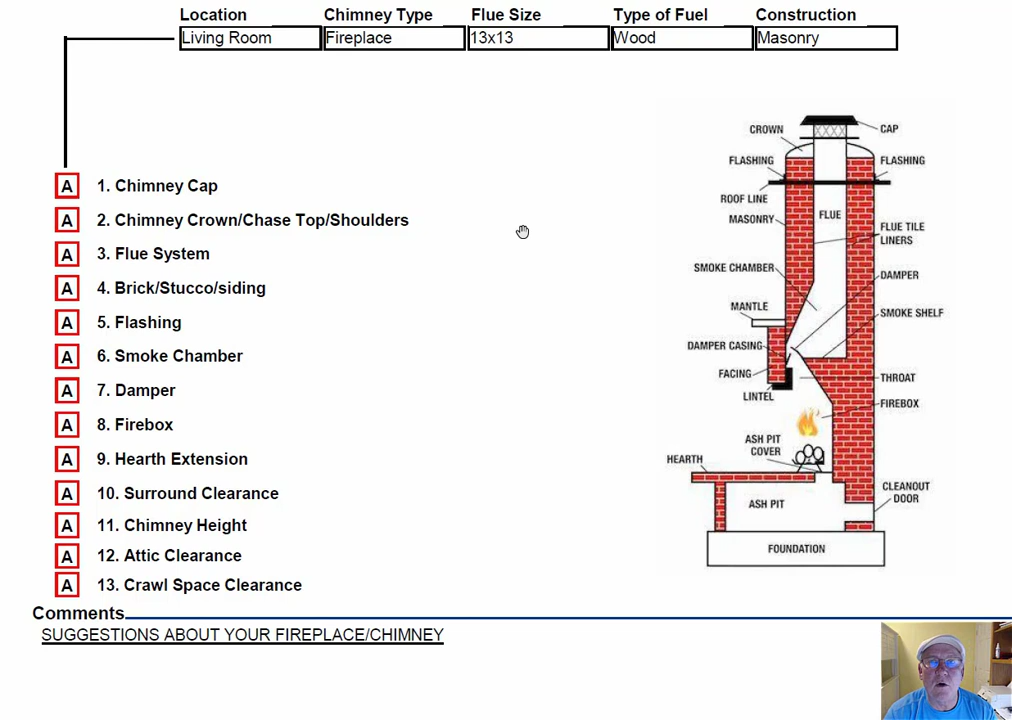 Location Chimney Type Flue Size Type of Fuel Construction
Living Room Fireplace 13x13 Wood Masonry
A 1. Chimney Cap
A 2. Chimney Crown/Chase Top/Shoulders
A 3. Flue System
A 4. Brick/Stucco/siding
A 5. Flashing
A 6. Smoke Chamber
A 7. Damper
A 8. Firebox
A 9. Hearth Extension
A 10. Surround Clearance
A 11. Chimney Height
A 12. Attic Clearance
A 13. Crawl Space Clearance
CROWN
CAP
FLASHING
FLASHING
ROOF LINE
MASONRY
FLUE
FLUE TILE
LINERS
SMOKE CHAMBER
DAMPER
MANTLE
SMOKE SHELF
DAMPER CASING
FACING
THROAT
LINTEL
FIREBOX
ASH PIT
COVER
HEARTH
CLEANOUT
DOOR
ASH PIT
FOUNDATION
Comments
SUGGESTIONS ABOUT YOUR FIREPLACE/CHIMNEY